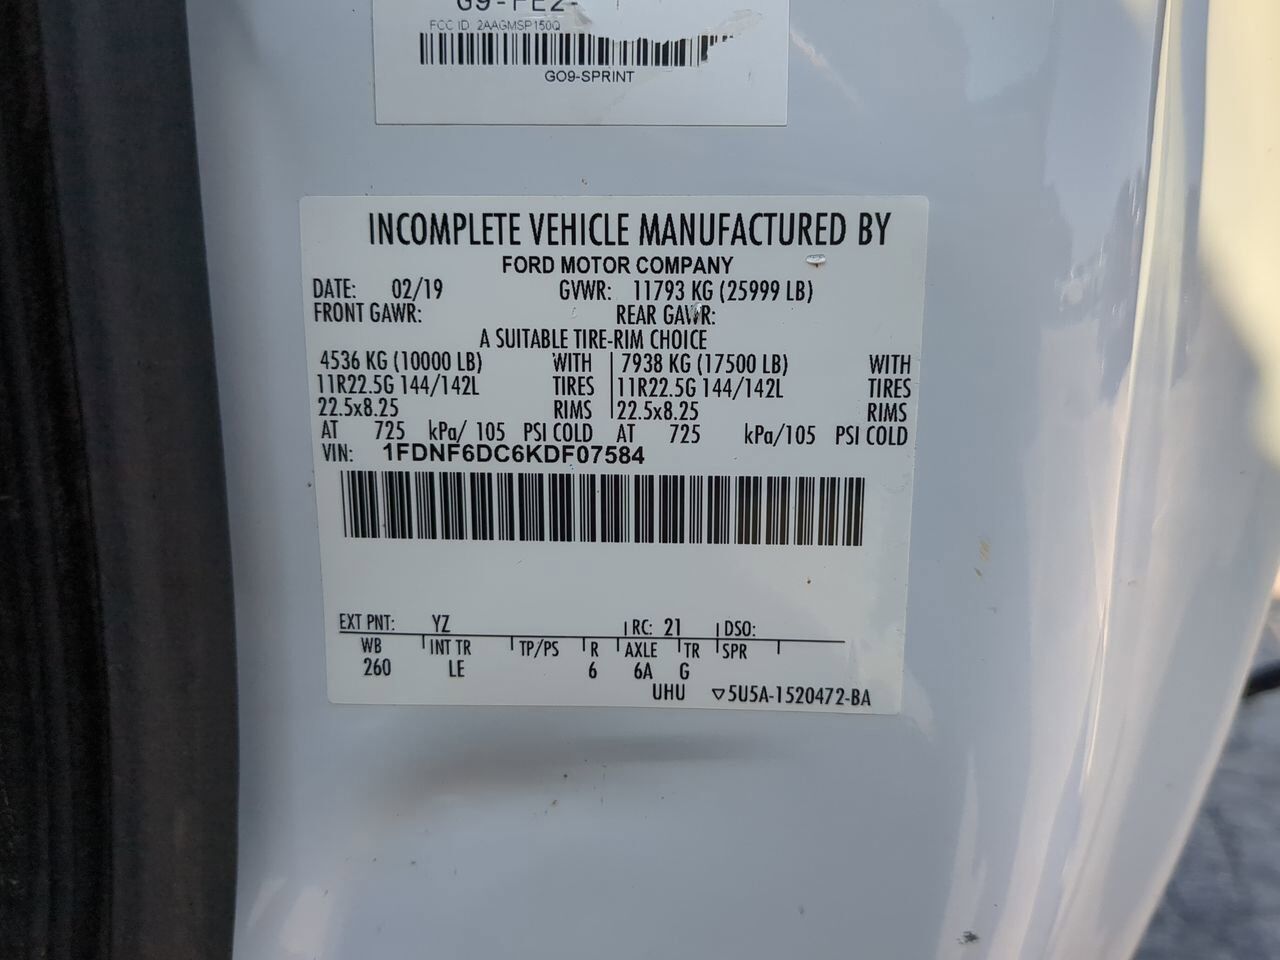 G9-FE2-
FCC ID 2AAGMSP150Q
GO9-SPRINT
INCOMPLETE VEHICLE MANUFACTURED BY
FORD MOTOR COMPANY
DATE: 02/19 GVWR: 11793 KG (25999 LB)
FRONT GAWR: REAR GAWR:
A SUITABLE TIRE-RIM CHOICE
4536 KG (10000 LB) WITH 7938 KG (17500 LB) WITH
11R22.5G 144/142L TIRES 11R22.5G 144/142L TIRES
22.5x8.25 RIMS 22.5x8.25 RIMS
AT 725 kPa/ 105 PSI COLD AT 725 kPa/105 PSI COLD
VIN: 1FDNF6DC6KDF07584
EXT PNT: YZ RC: 21 DSO:
WB INT TR TP/PS R AXLE TR SPR
260 LE 6 6A G
UHU ▽5U5A-1520472-BA